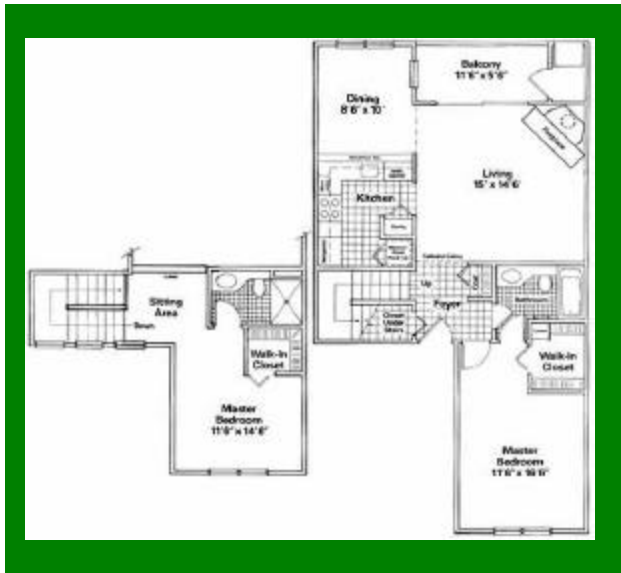 Balcony
11'6" x 5'6"
Dining
8'6" x 10'
Fireplace
Living
15' x 14'6"
Kitchen
Pantry
Up
Foyer
Coat
Bathroom
Closet
Under
Stairs
Walk-In
Closet
Master
Bedroom
11'6" x 16'6"
Sitting
Area
Down
Walk-In
Closet
Master
Bedroom
11'6" x 14'6"